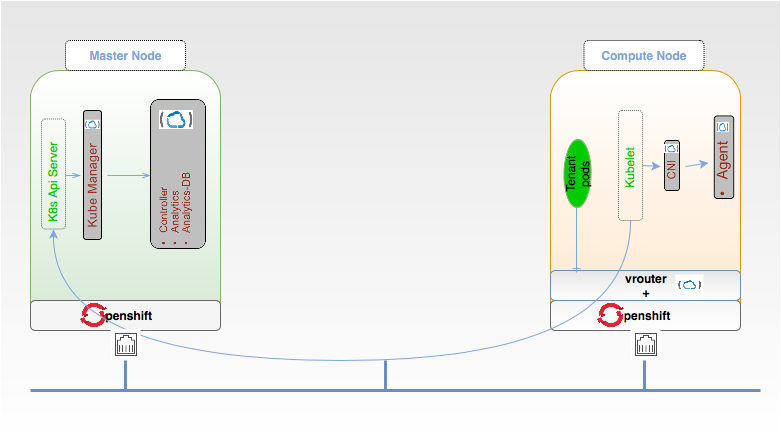 Master Node
K8s Api Server
Kube Manager
• Controller
• Analytics
• Analytics-DB
penshift
Compute Node
Tenant
pods
Kubelet
CNI
• Agent
vrouter
+
penshift